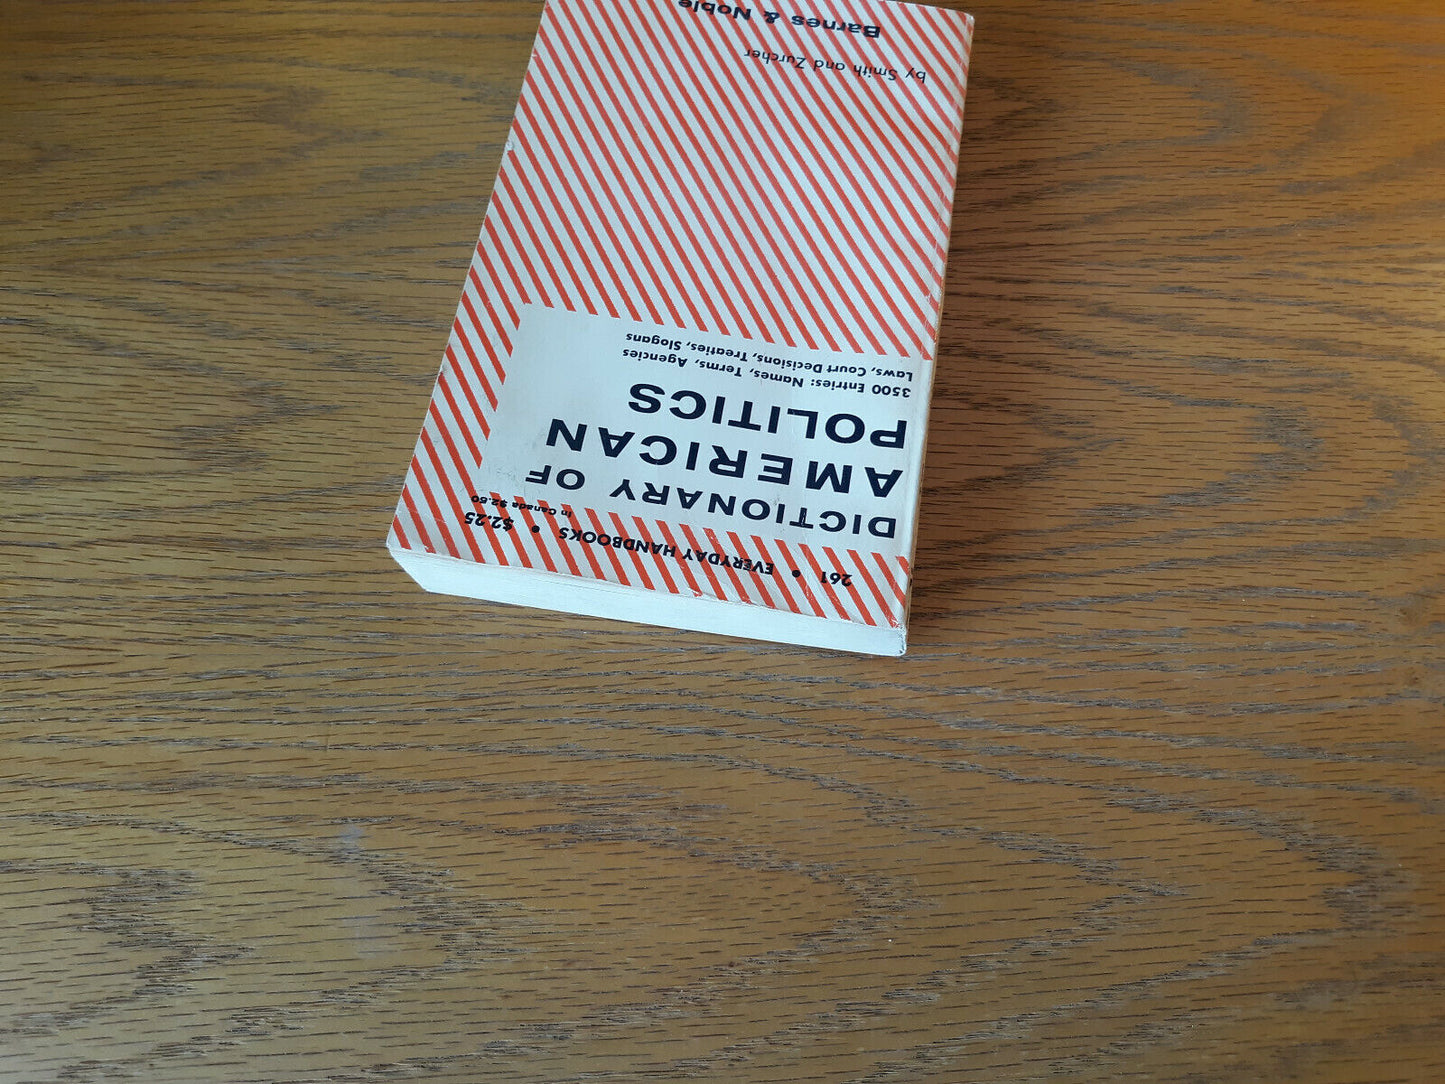 261 • EVERYDAY HANDBOOKS • $2.25
In Canada $2.50
DICTIONARY OF
AMERICAN
POLITICS
3500 Entries: Names, Terms, Agencies
Laws, Court Decisions, Treaties, Slogans
by Smith and Zurcher
Barnes & Noble